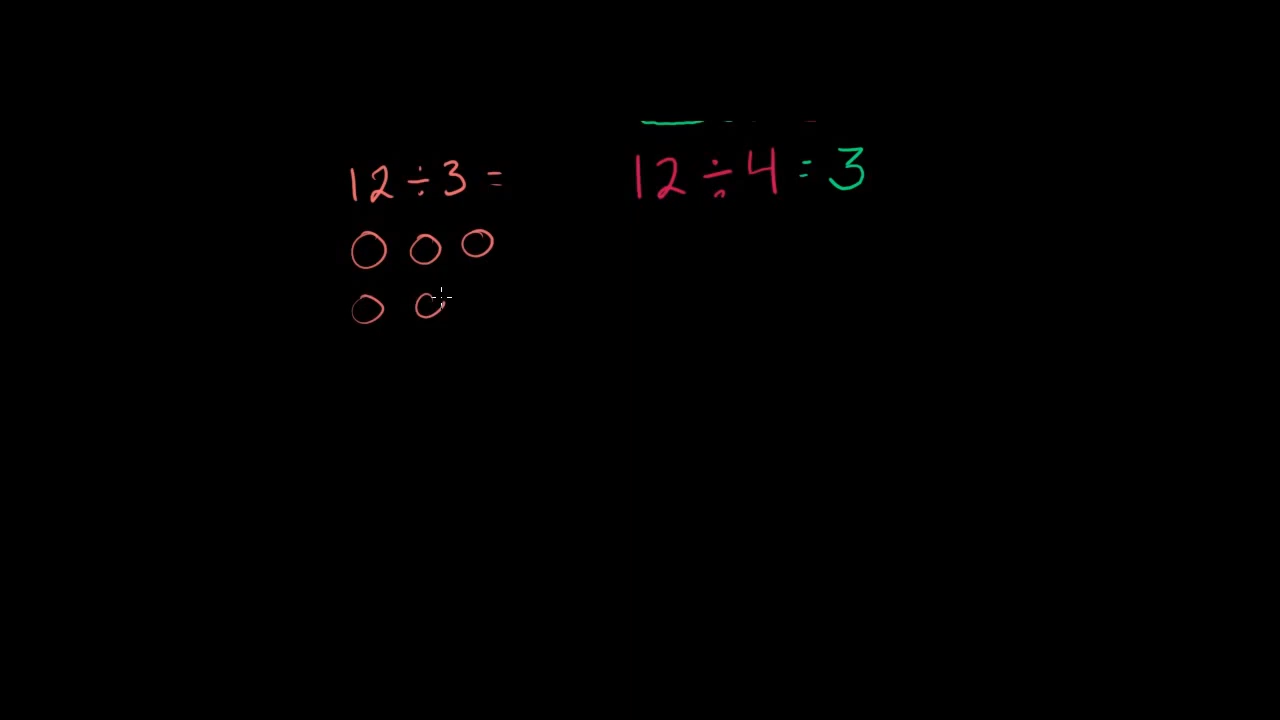 12 ÷ 3 =
12 ÷ 4 = 3